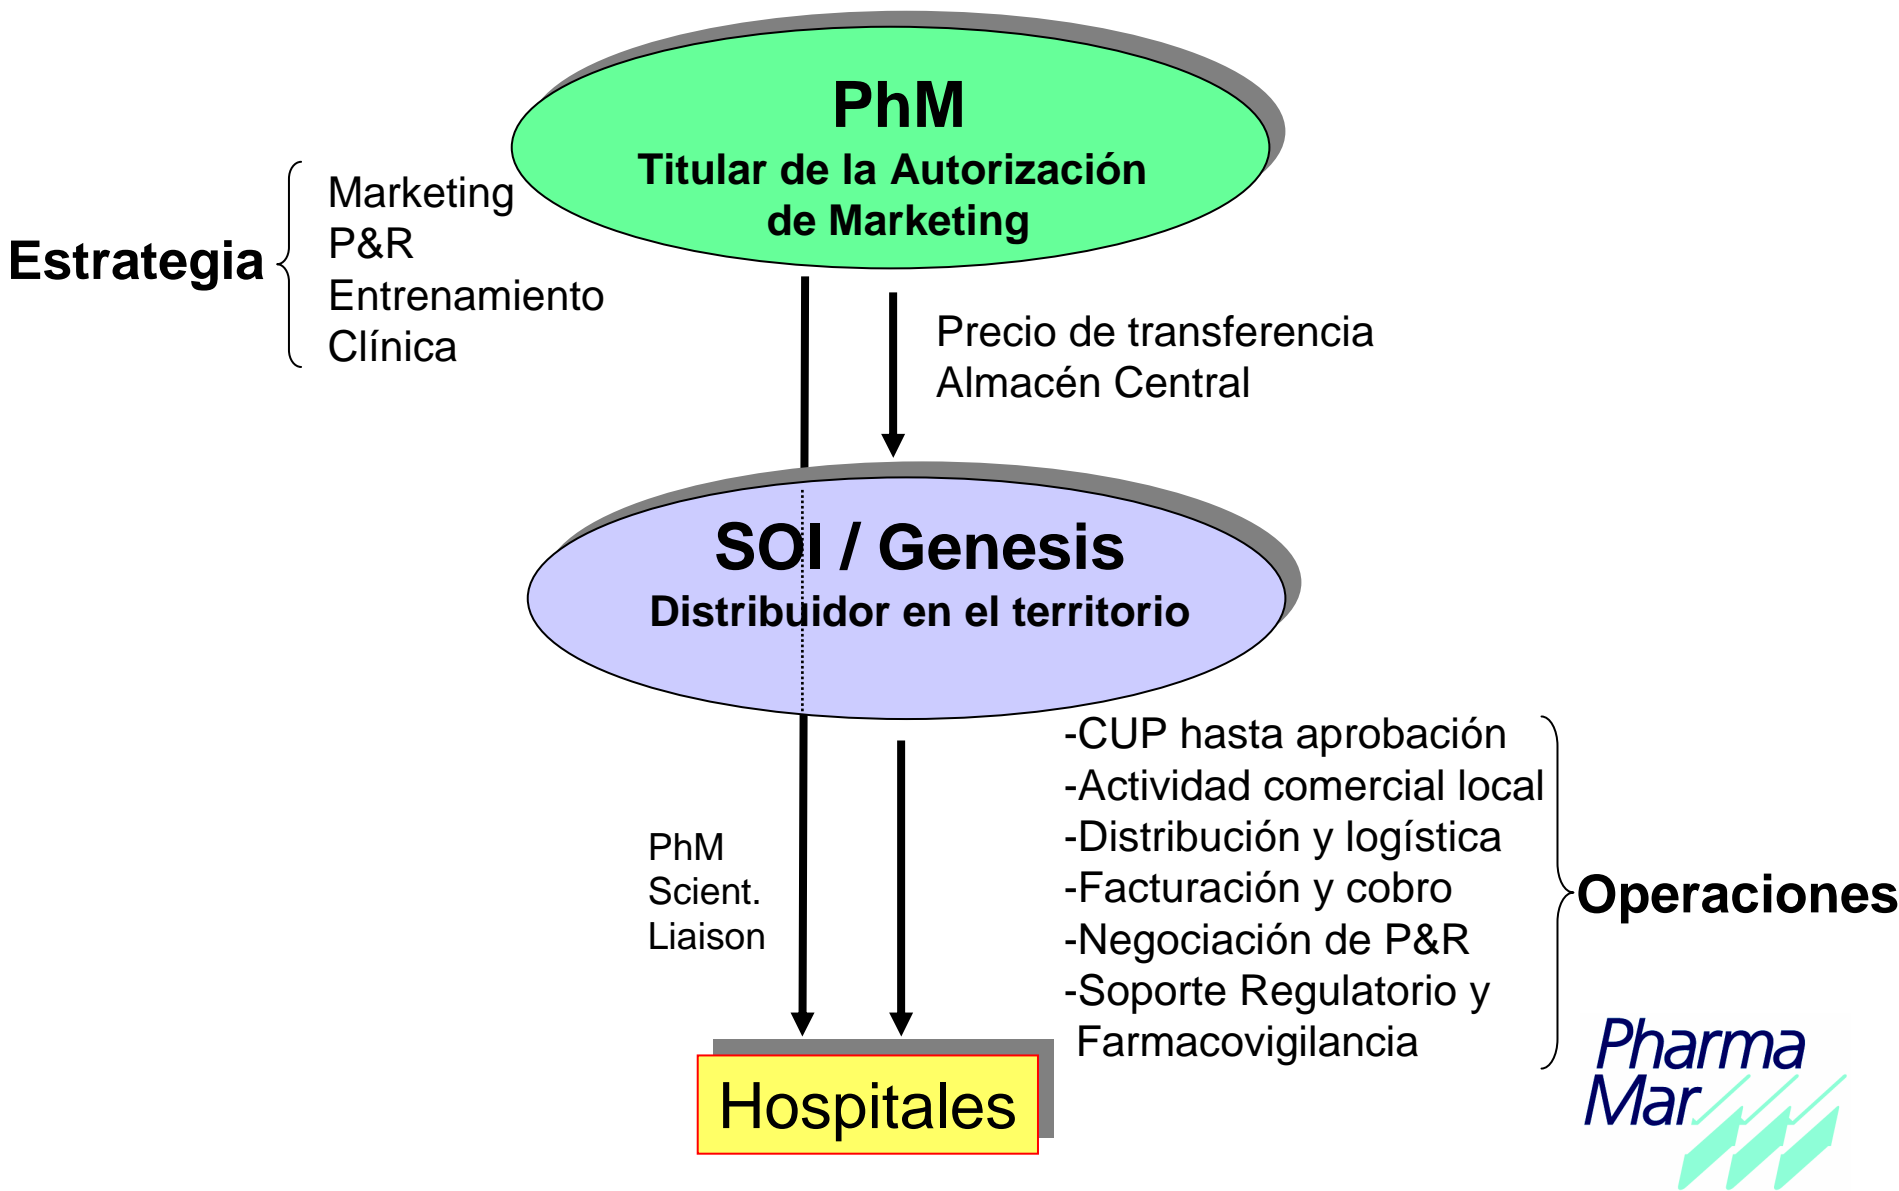 PhM
Titular de la Autorización
de Marketing
Estrategia
Marketing
P&R
Entrenamiento
Clínica
Precio de transferencia
Almacén Central
SOI / Genesis
Distribuidor en el territorio
PhM
Scient.
Liaison
-CUP hasta aprobación
-Actividad comercial local
-Distribución y logística
-Facturación y cobro
-Negociación de P&R
-Soporte Regulatorio y
Farmacovigilancia
Operaciones
Hospitales
Pharma
Mar